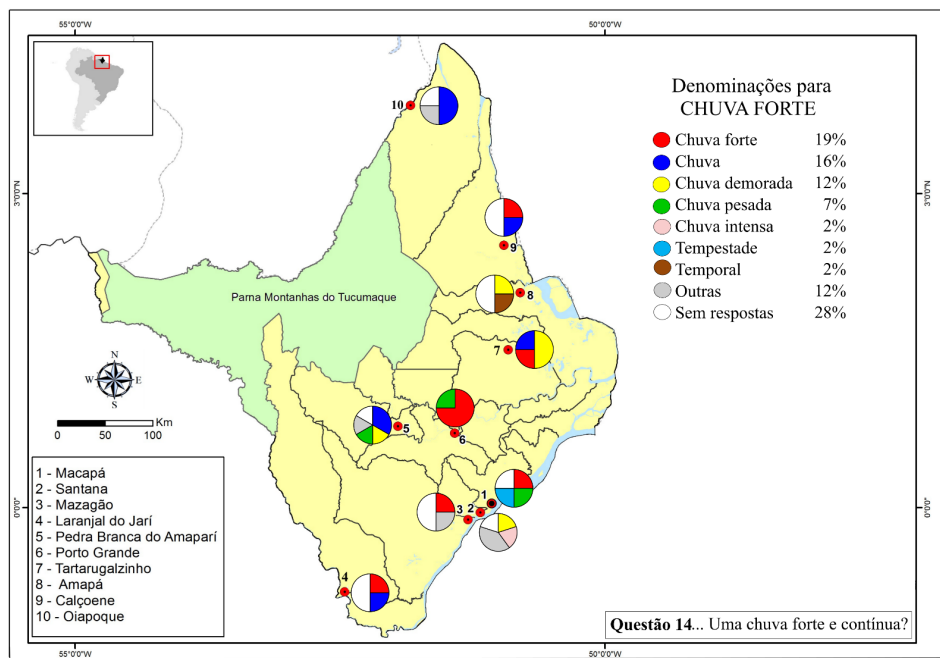 55°0'0"W
50°0'0"W
Denominações para
CHUVA FORTE
Chuva forte 19%
Chuva 16%
Chuva demorada 12%
Chuva pesada 7%
Chuva intensa 2%
Tempestade 2%
Temporal 2%
Outras 12%
Sem respostas 28%
3°0'0"N
3°0'0"N
10
9
8
Parna Montanhas do Tucumaque
7
N
W E
S
Km
0 50 100
5
6
1
2
3
4
0°0'0"
0°0'0"
1 - Macapá
2 - Santana
3 - Mazagão
4 - Laranjal do Jarí
5 - Pedra Branca do Amaparí
6 - Porto Grande
7 - Tartarugalzinho
8 - Amapá
9 - Calçoene
10 - Oiapoque
Questão 14... Uma chuva forte e contínua?
55°0'0"W
50°0'0"W